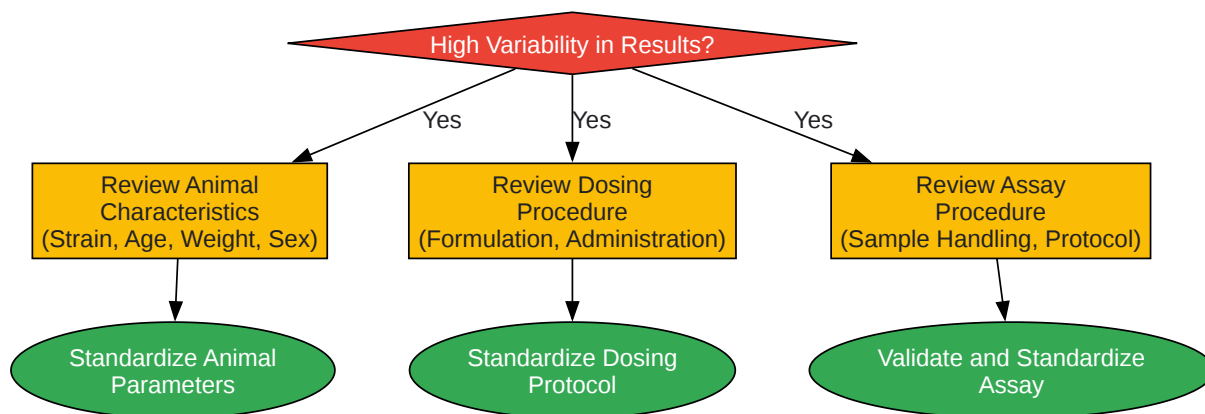 High Variability in Results?
Yes
Yes
Yes
Review Animal
Characteristics
(Strain, Age, Weight, Sex)
Review Dosing
Procedure
(Formulation, Administration)
Review Assay
Procedure
(Sample Handling, Protocol)
Standardize Animal
Parameters
Standardize Dosing
Protocol
Validate and Standardize
Assay